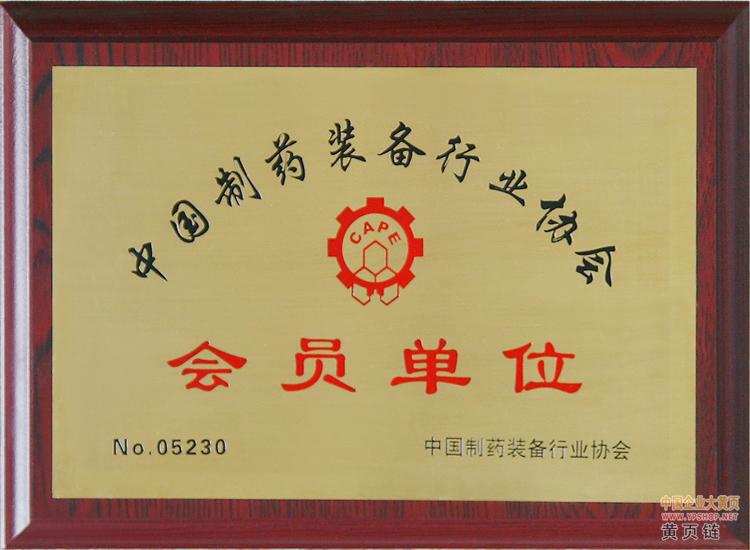 中国制药装备行业协会
CAPE
会员单位
No.05230
中国制药装备行业协会
中国企业大黄页
WWW.YPSHOP.NET
黄页链